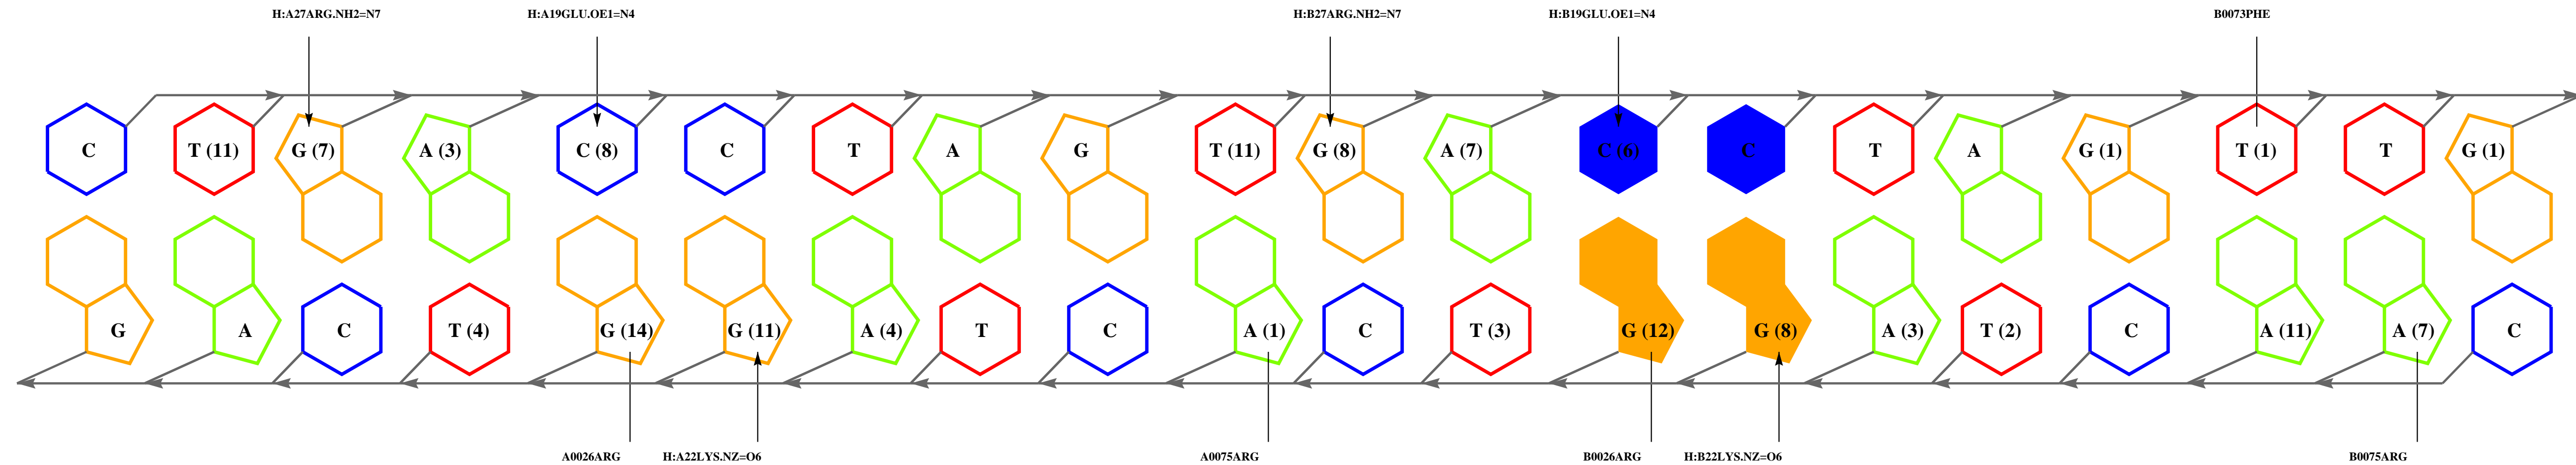 H:A27ARG.NH2=N7 H:A19GLU.OE1=N4 H:B27ARG.NH2=N7 H:B19GLU.OE1=N4 B0073PHE
C T (11) G (7) A (3) C (8) C T A G T (11) G (8) A (7) C (6) C T A G (1) T (1) T G (1)
G A C T (4) G (14) G (11) A (4) T C A (1) C T (3) G (12) G (8) A (3) T (2) C A (11) A (7) C
A0026ARG H:A22LYS.NZ=O6 A0075ARG B0026ARG H:B22LYS.NZ=O6 B0075ARG